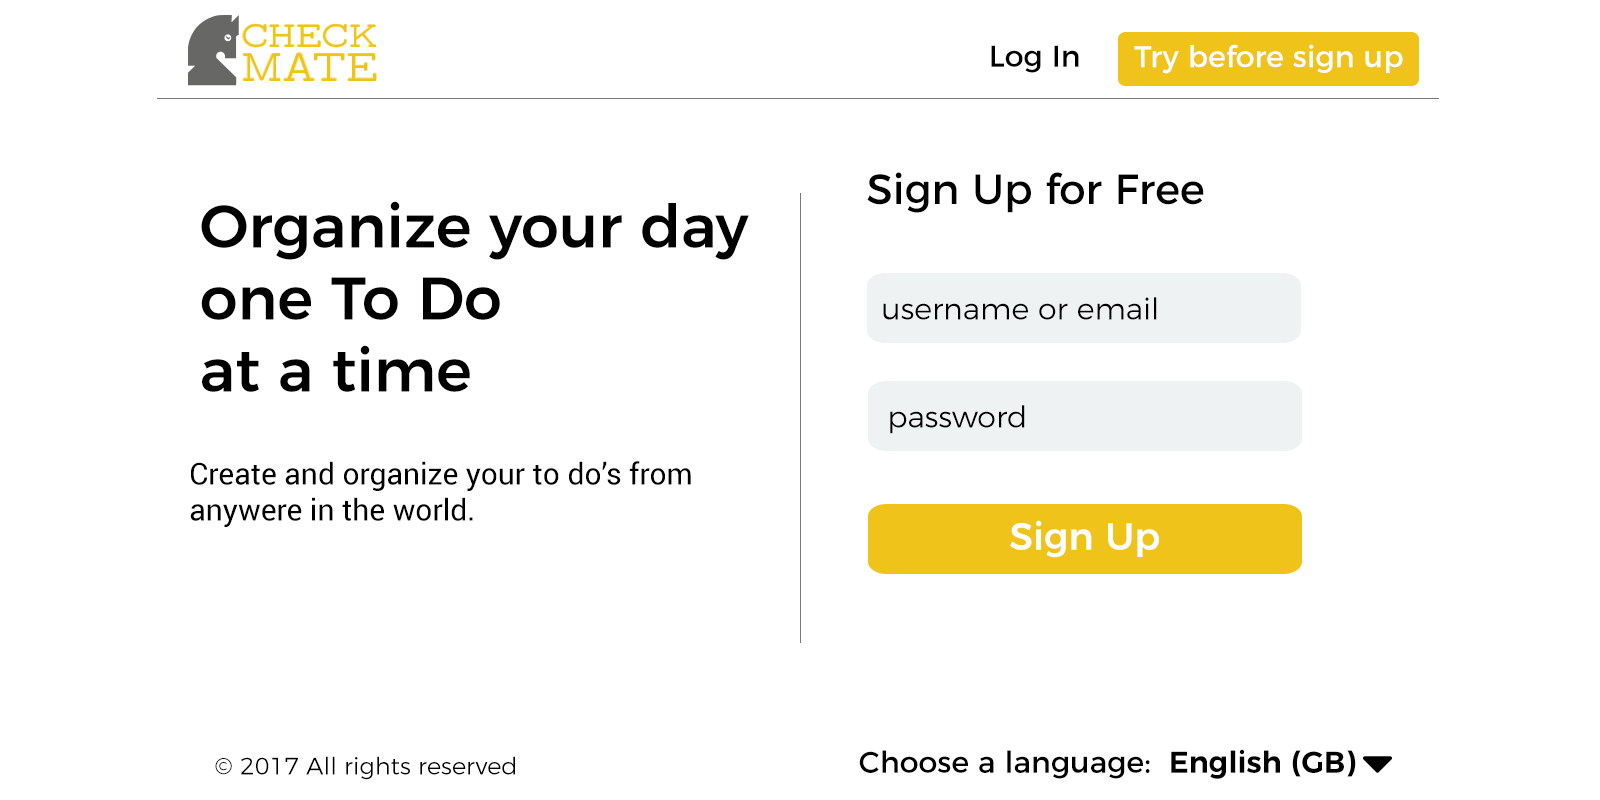 CHECK
MATE
Log In
Try before sign up
Organize your day
one To Do
at a time
Create and organize your to do’s from
anywere in the world.
Sign Up for Free
username or email
password
Sign Up
© 2017 All rights reserved
Choose a language: English (GB)